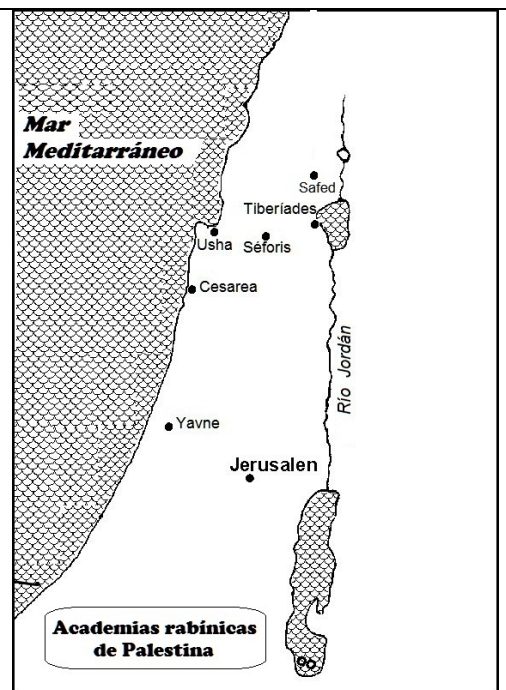 Mar
Meditarráneo
Safed
Tiberíades
Usha
Séforis
Cesarea
Río Jordán
Yavne
Jerusalen
Academias rabínicas
de Palestina